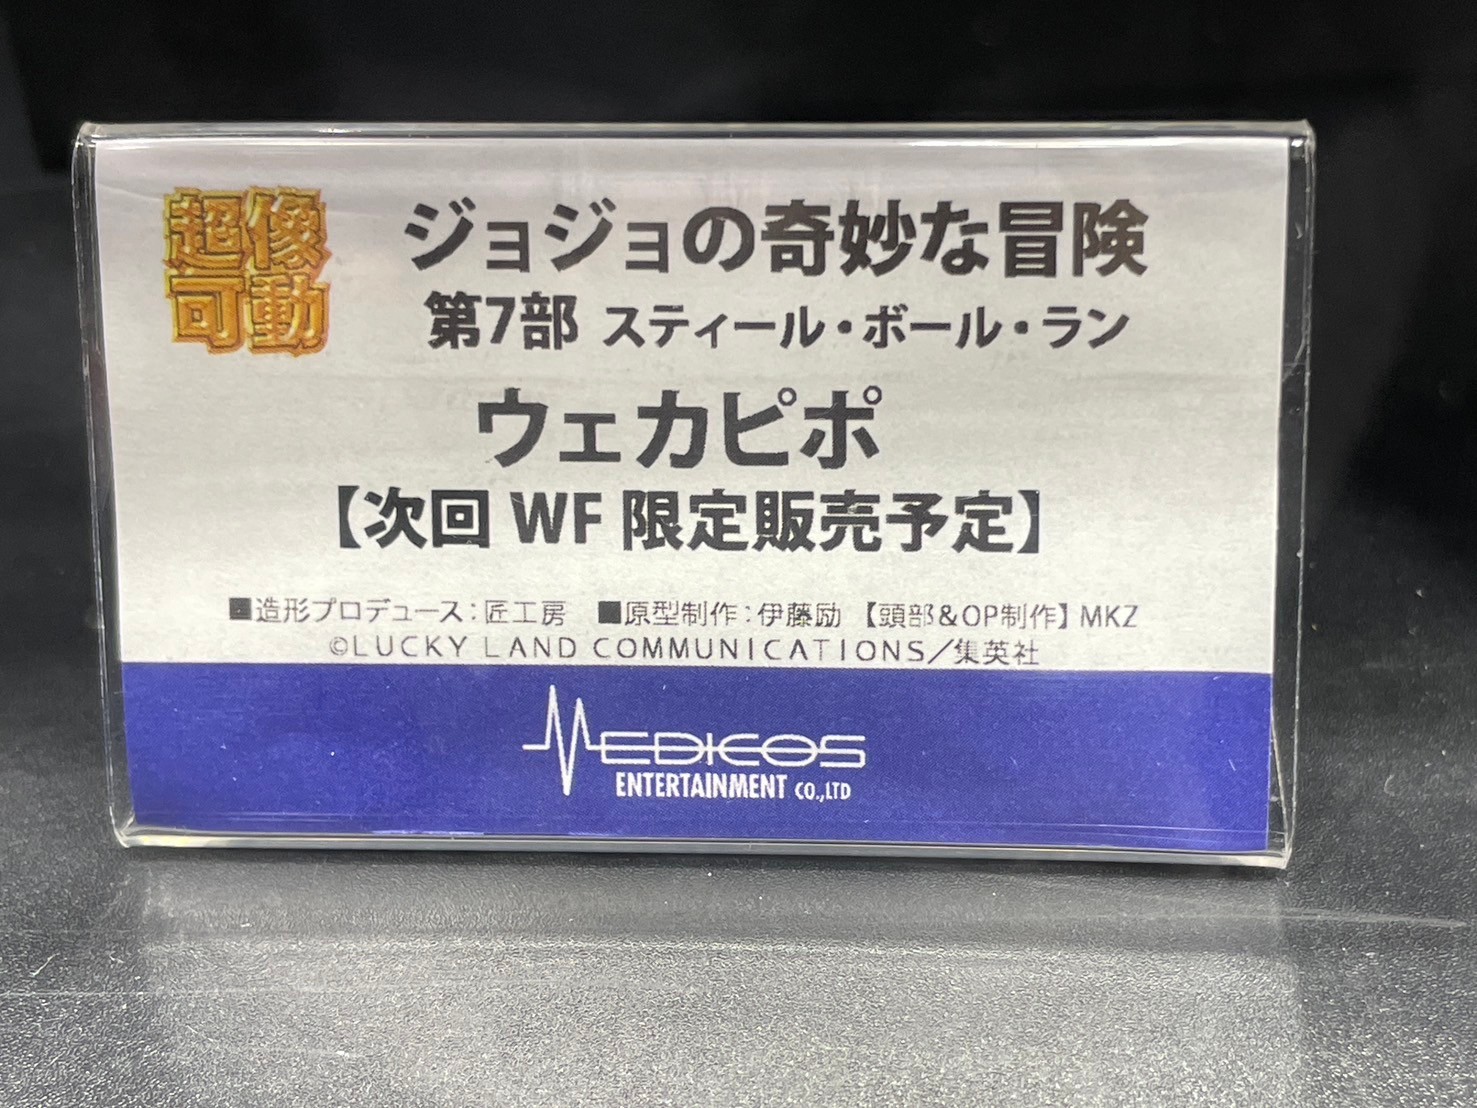 超像
可動
ジョジョの奇妙な冒険
第7部 スティール・ボール・ラン
ウェカピポ
【次回 WF 限定販売予定】
■造形プロデュース：匠工房　■原型制作：伊藤励 【頭部&OP制作】MKZ
©LUCKY LAND COMMUNICATIONS／集英社
MEDICOS
ENTERTAINMENT CO.,LTD